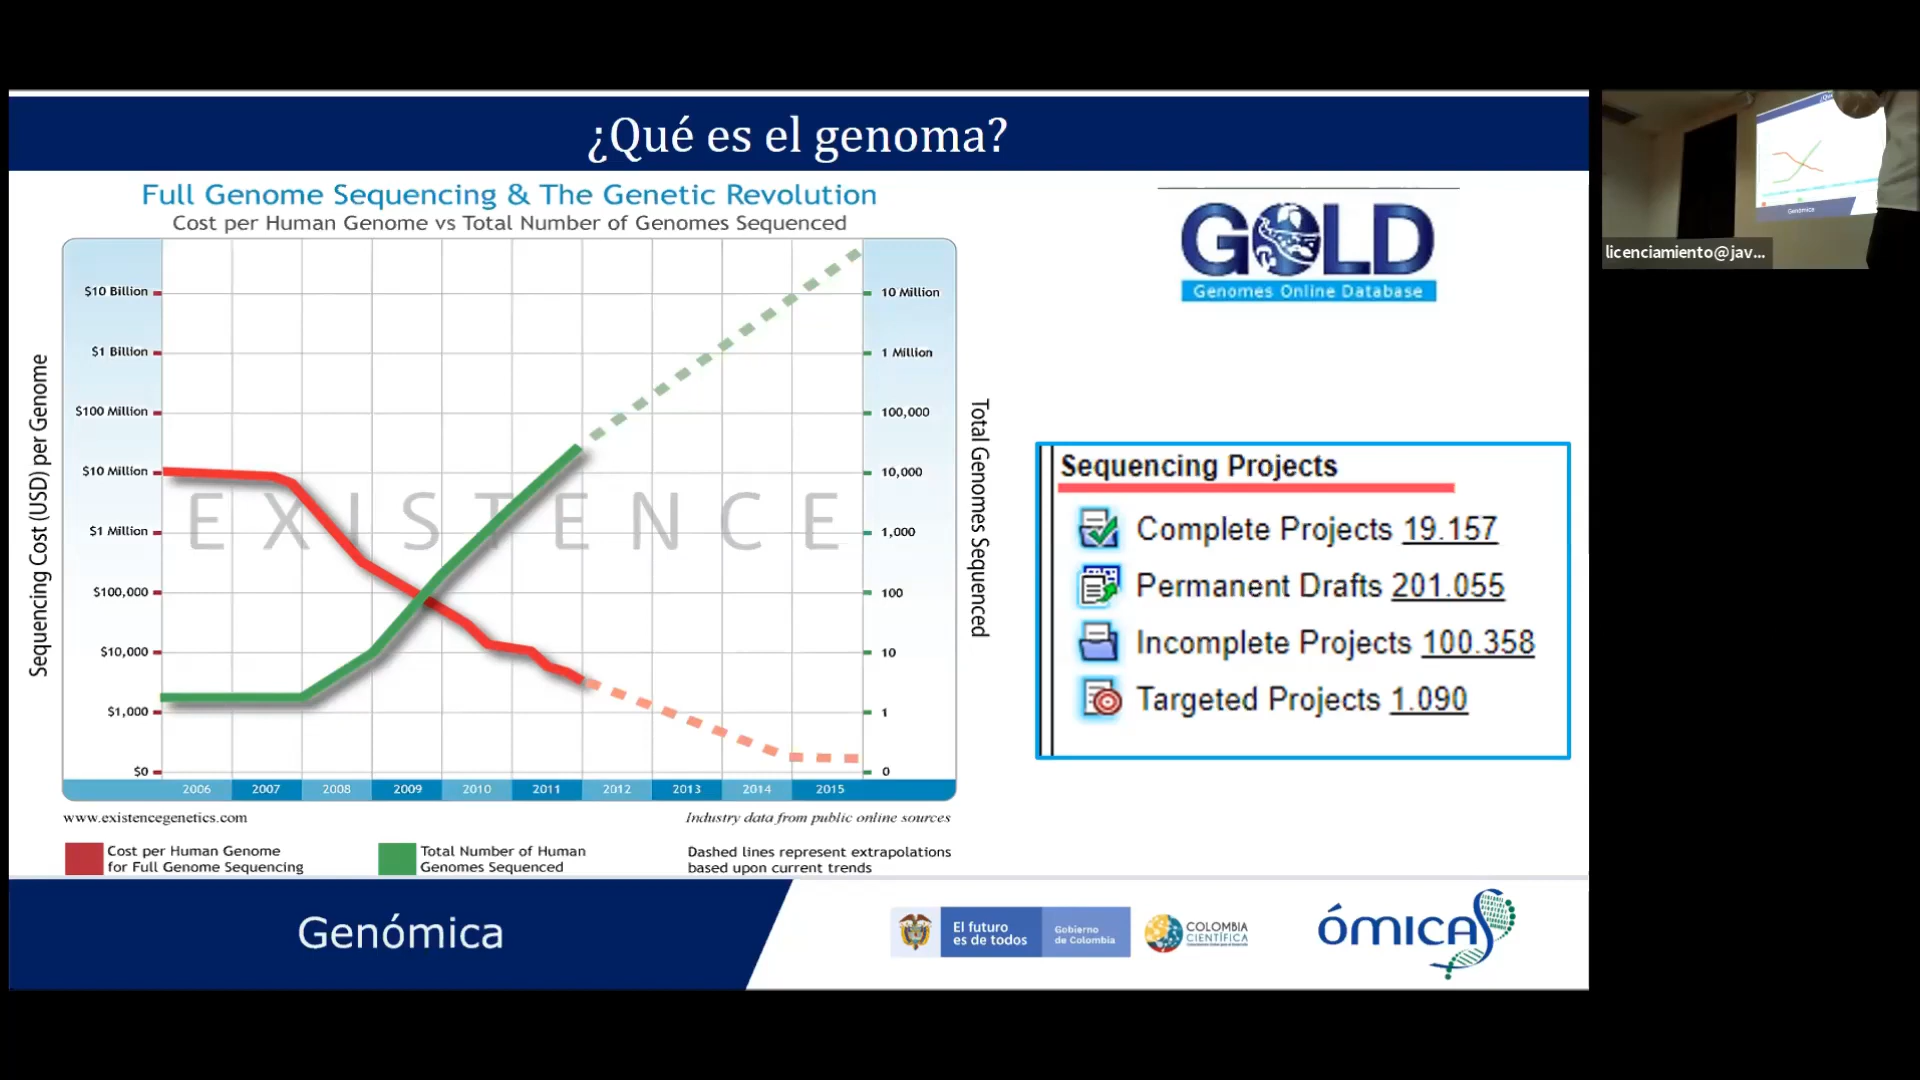 ¿Qué es el genoma?
Full Genome Sequencing & The Genetic Revolution
Cost per Human Genome vs Total Number of Genomes Sequenced
Sequencing Cost (USD) per Genome
$10 Billion
$1 Billion
$100 Million
$10 Million
$1 Million
$100,000
$10,000
$1,000
$0
EXISTENCE
10 Million
1 Million
100,000
10,000
1,000
100
10
1
0
Total Genomes Sequenced
2006 2007 2008 2009 2010 2011 2012 2013 2014 2015
www.existencegenetics.com
Industry data from public online sources
Cost per Human Genome
for Full Genome Sequencing
Total Number of Human
Genomes Sequenced
Dashed lines represent extrapolations
based upon current trends
GOLD
Genomes Online Database
Sequencing Projects
Complete Projects 19.157
Permanent Drafts 201.055
Incomplete Projects 100.358
Targeted Projects 1.090
Genómica
El futuro
es de todos
Gobierno
de Colombia
COLOMBIA
CIENTÍFICA
ÓMICAS
Genómica
licenciamiento@jav...